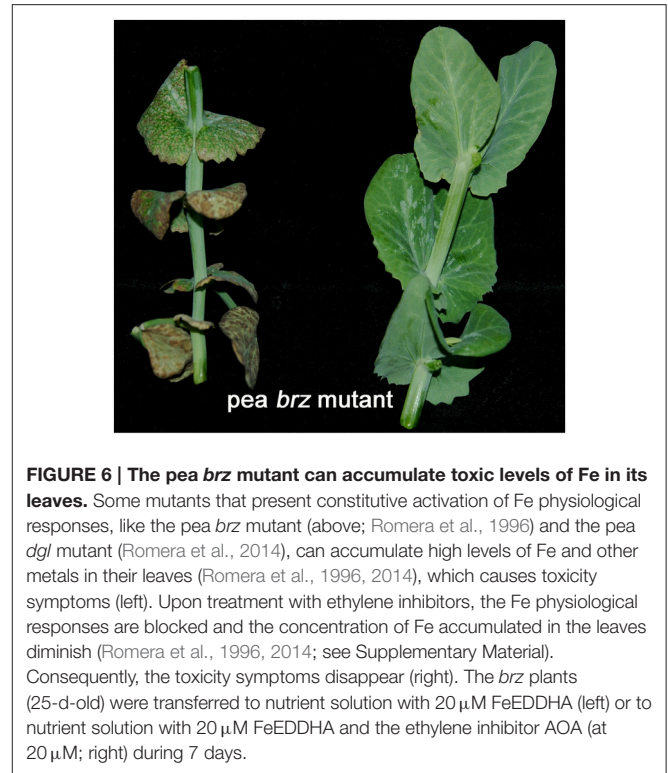 pea brz mutant
FIGURE 6 | The pea brz mutant can accumulate toxic levels of Fe in its
leaves. Some mutants that present constitutive activation of Fe physiological
responses, like the pea brz mutant (above; Romera et al., 1996) and the pea
dgl mutant (Romera et al., 2014), can accumulate high levels of Fe and other
metals in their leaves (Romera et al., 1996, 2014), which causes toxicity
symptoms (left). Upon treatment with ethylene inhibitors, the Fe physiological
responses are blocked and the concentration of Fe accumulated in the leaves
diminish (Romera et al., 1996, 2014; see Supplementary Material).
Consequently, the toxicity symptoms disappear (right). The brz plants
(25-d-old) were transferred to nutrient solution with 20 μM FeEDDHA (left) or to
nutrient solution with 20 μM FeEDDHA and the ethylene inhibitor AOA (at
20 μM; right) during 7 days.